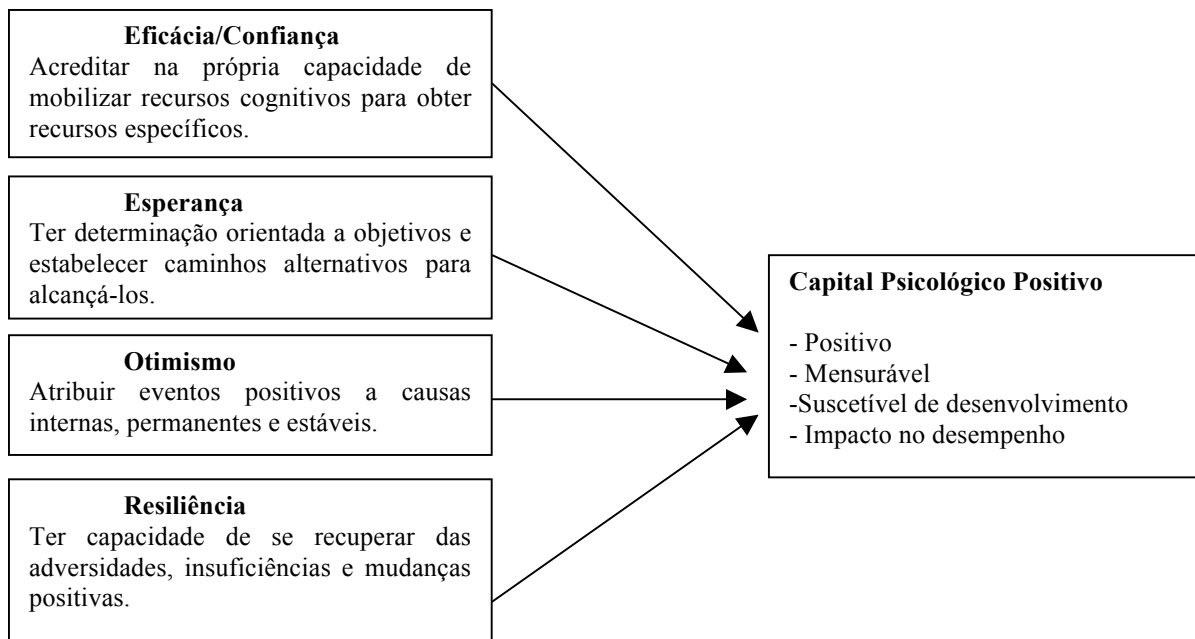 Eficácia/Confiança
Acreditar na própria capacidade de
mobilizar recursos cognitivos para obter
recursos específicos.
Esperança
Ter determinação orientada a objetivos e
estabelecer caminhos alternativos para
alcançá-los.
Otimismo
Atribuir eventos positivos a causas
internas, permanentes e estáveis.
Resiliência
Ter capacidade de se recuperar das
adversidades, insuficiências e mudanças
positivas.
Capital Psicológico Positivo
- Positivo
- Mensurável
-Suscetível de desenvolvimento
- Impacto no desempenho